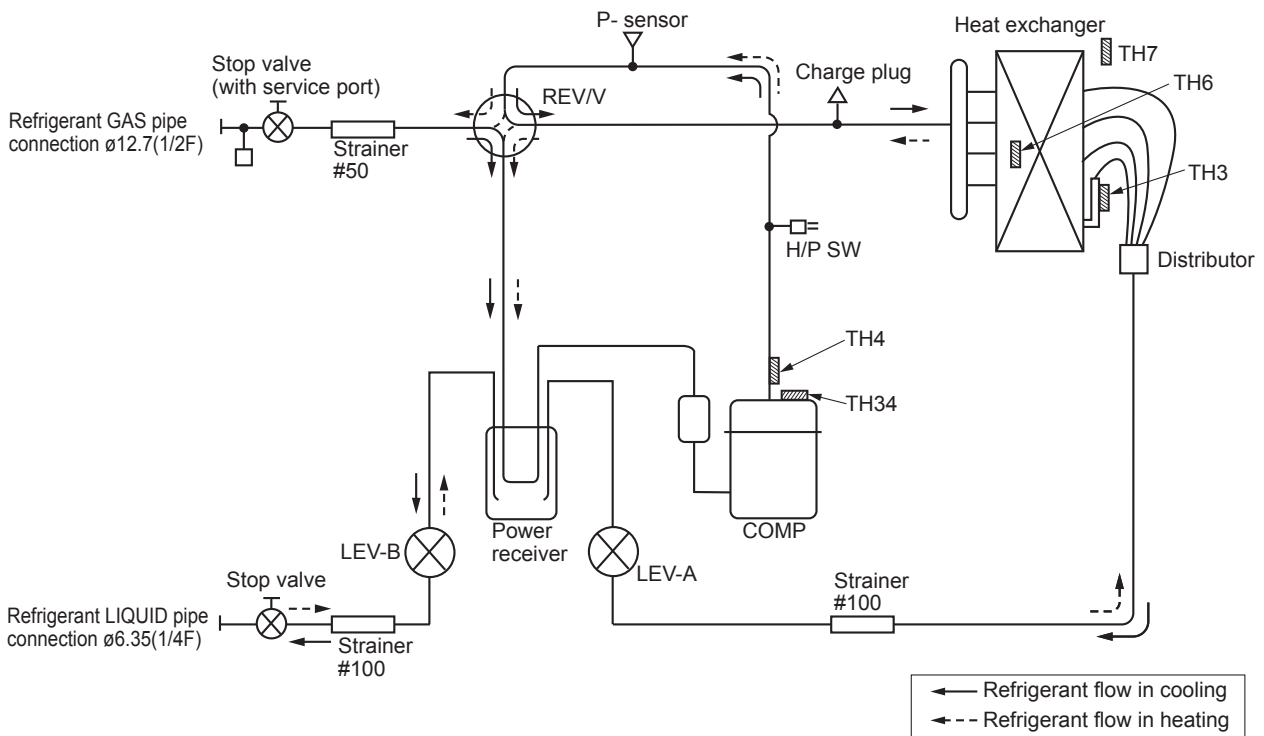 P- sensor
Heat exchanger
TH7
Stop valve
(with service port)
Charge plug
TH6
REV/V
Refrigerant GAS pipe
connection ø12.7(1/2F)
Strainer
#50
TH3
H/P SW
Distributor
TH4
TH34
COMP
Power
receiver
LEV-B
LEV-A
Stop valve
Strainer
#100
Refrigerant LIQUID pipe
connection ø6.35(1/4F)
Strainer
#100
Refrigerant flow in cooling
Refrigerant flow in heating